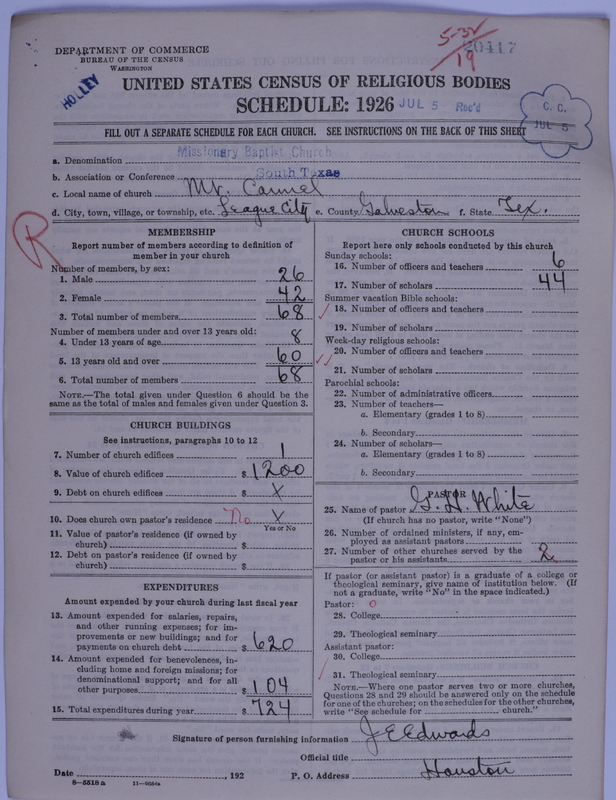 5-32
19
20417
DEPARTMENT OF COMMERCE
BUREAU OF THE CENSUS
WASHINGTON
HOLLEY
UNITED STATES CENSUS OF RELIGIOUS BODIES
SCHEDULE: 1926 JUL 5 Rec'd
C. C.
JUL 5
FILL OUT A SEPARATE SCHEDULE FOR EACH CHURCH. SEE INSTRUCTIONS ON THE BACK OF THIS SHEET
a. Denomination Missionary Baptist Church
b. Association or Conference South Texas
c. Local name of church Mt. Carmel
d. City, town, village, or township, etc. League City e. County Galveston f. State Tex.
R
MEMBERSHIP
Report number of members according to definition of
member in your church
Number of members, by sex:
1. Male 26
2. Female 42
3. Total number of members 68
Number of members under and over 13 years old:
4. Under 13 years of age 8
5. 13 years old and over 60
6. Total number of members 68
NOTE.—The total given under Question 6 should be the
same as the total of males and females given under Question 3.
CHURCH BUILDINGS
See instructions, paragraphs 10 to 12
7. Number of church edifices 1
8. Value of church edifices $ 1200
9. Debt on church edifices $ X
10. Does church own pastor's residence No X
Yes or No
11. Value of pastor's residence (if owned by
church) $
12. Debt on pastor's residence (if owned by
church) $
EXPENDITURES
Amount expended by your church during last fiscal year
13. Amount expended for salaries, repairs,
and other running expenses; for im-
provements or new buildings; and for
payments on church debt $ 620
14. Amount expended for benevolences, in-
cluding home and foreign missions; for
denominational support; and for all
other purposes $ 104
15. Total expenditures during year $ 724
CHURCH SCHOOLS
Report here only schools conducted by this church
Sunday schools:
16. Number of officers and teachers 6
17. Number of scholars 44
Summer vacation Bible schools:
18. Number of officers and teachers
19. Number of scholars
Week-day religious schools:
20. Number of officers and teachers
21. Number of scholars
Parochial schools:
22. Number of administrative officers
23. Number of teachers—
a. Elementary (grades 1 to 8)
b. Secondary
24. Number of scholars—
a. Elementary (grades 1 to 8)
b. Secondary
PASTOR
25. Name of pastor G. H. White
(If church has no pastor, write "None")
26. Number of ordained ministers, if any, em-
ployed as assistant pastors
27. Number of other churches served by the
pastor or his assistants 2
If pastor (or assistant pastor) is a graduate of a college or
theological seminary, give name of institution below. (If
not a graduate, write "No" in the space indicated.)
Pastor: 0
28. College
29. Theological seminary
Assistant pastor:
30. College
31. Theological seminary
NOTE.—Where one pastor serves two or more churches,
Questions 28 and 29 should be answered only on the schedule
for one of the churches; on the schedules for the other churches,
write "See schedule for church."
Signature of person furnishing information J E Edwards
Official title
Date , 192 P. O. Address Houston
8—5518 a 11—9054a